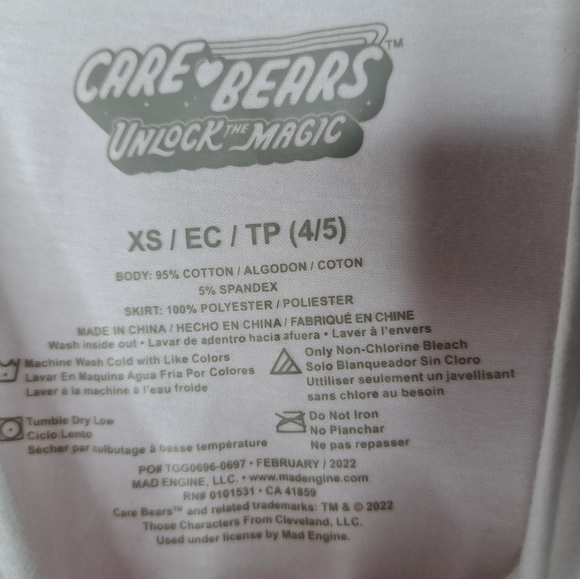 CARE BEARS™
UNLOCK THE MAGIC
XS / EC / TP (4/5)
BODY: 95% COTTON / ALGODON / COTON
5% SPANDEX
SKIRT: 100% POLYESTER / POLIESTER
MADE IN CHINA / HECHO EN CHINA / FABRIQUÉ EN CHINE
Wash inside out • Lavar de adentro hacia afuera • Laver à l'envers
Machine Wash Cold with Like Colors
Lavar En Maquina Agua Fria Por Colores
Laver à la machine à l'eau froide
Only Non-Chlorine Bleach
Solo Blanqueador Sin Cloro
Uttiliser seulement un javellisant
sans chlore au besoin
Tumble Dry Low
Ciclo Lento
Sécher par culbutage à basse température
Do Not Iron
No Planchar
Ne pas repasser
PO# TGG0696-0697 • FEBRUARY / 2022
MAD ENGINE, LLC. • www.madengine.com
RN# 0101531 • CA 41859
Care Bears™ and related trademarks: TM & © 2022
Those Characters From Cleveland, LLC.
Used under license by Mad Engine.